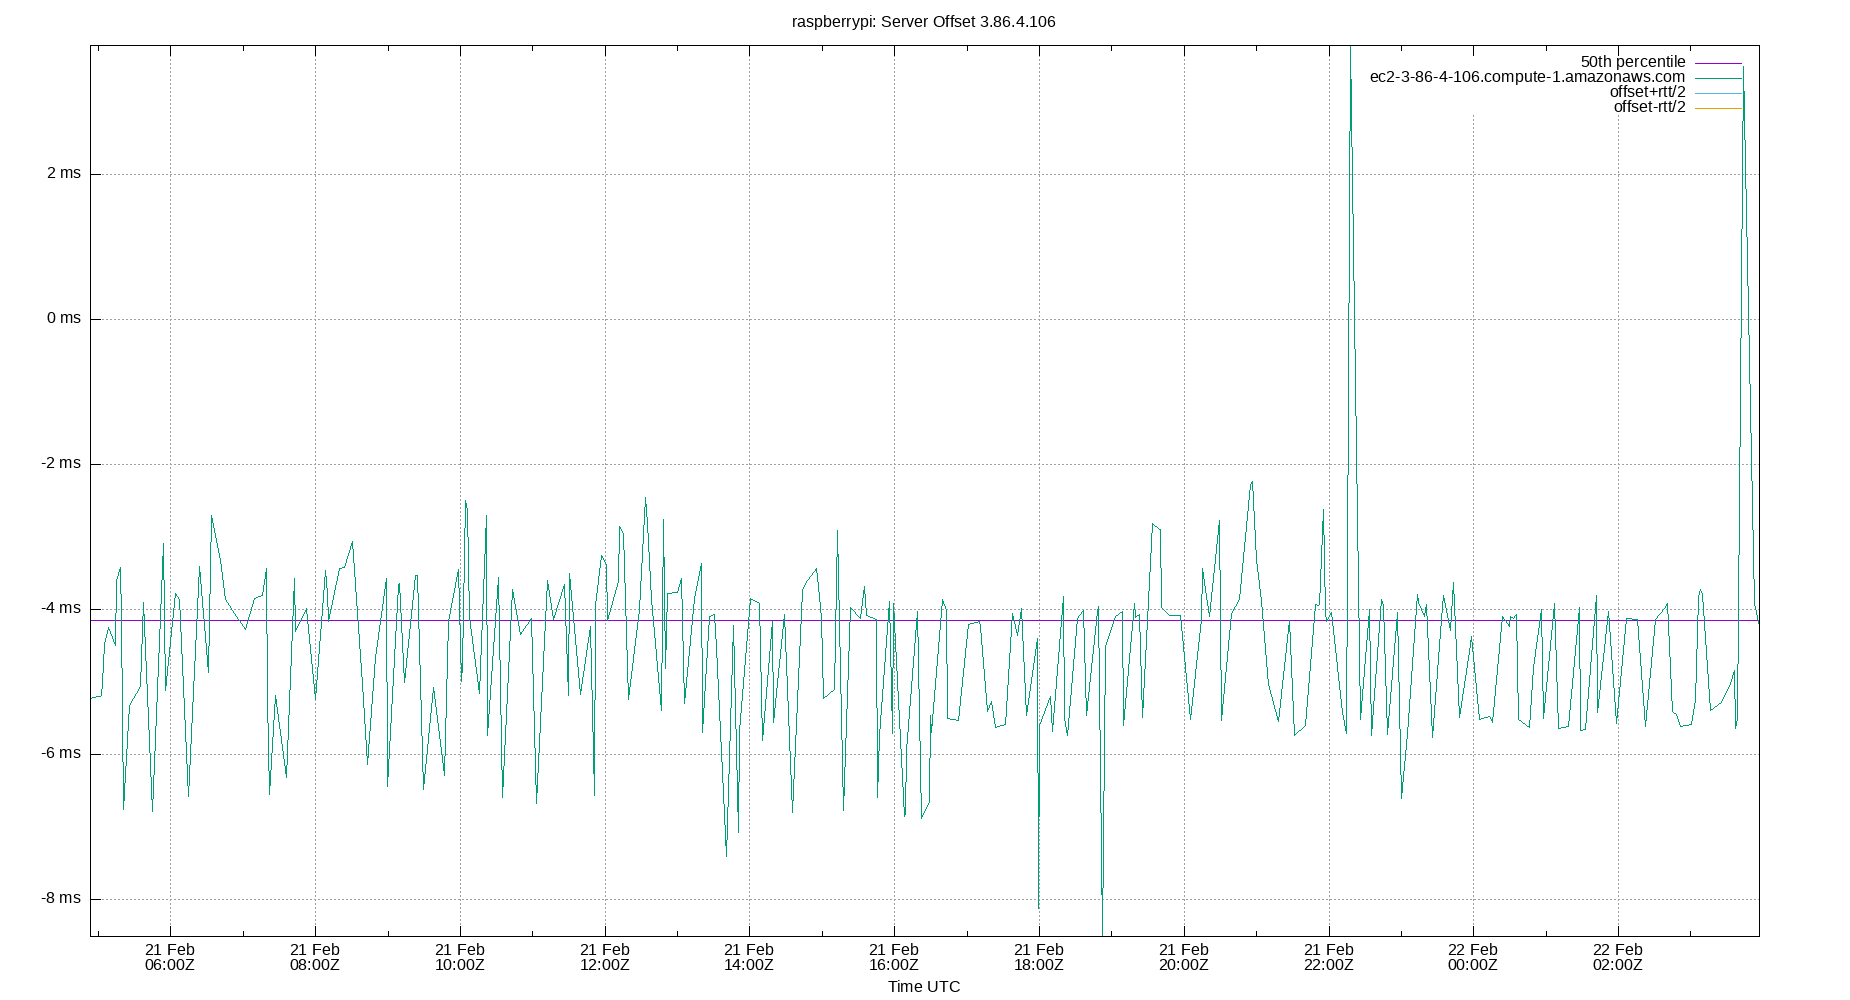 raspberrypi: Server Offset 3.86.4.106
50th percentile
ec2-3-86-4-106.compute-1.amazonaws.com
offset+rtt/2
offset-rtt/2
2 ms
0 ms
-2 ms
-4 ms
-6 ms
-8 ms
21 Feb 21 Feb 21 Feb 21 Feb 21 Feb 21 Feb 21 Feb 21 Feb 21 Feb 22 Feb 22 Feb
06:00Z 08:00Z 10:00Z 12:00Z 14:00Z 16:00Z 18:00Z 20:00Z 22:00Z 00:00Z 02:00Z
Time UTC